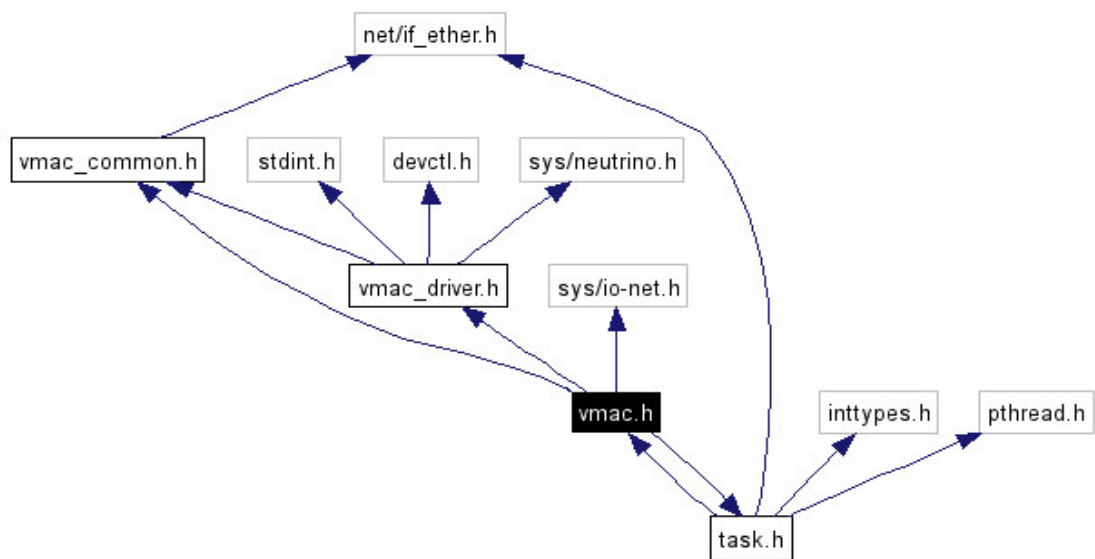 net/if_ether.h
vmac_common.h
stdint.h
devctl.h
sys/neutrino.h
vmac_driver.h
sys/io-net.h
vmac.h
inttypes.h
pthread.h
task.h